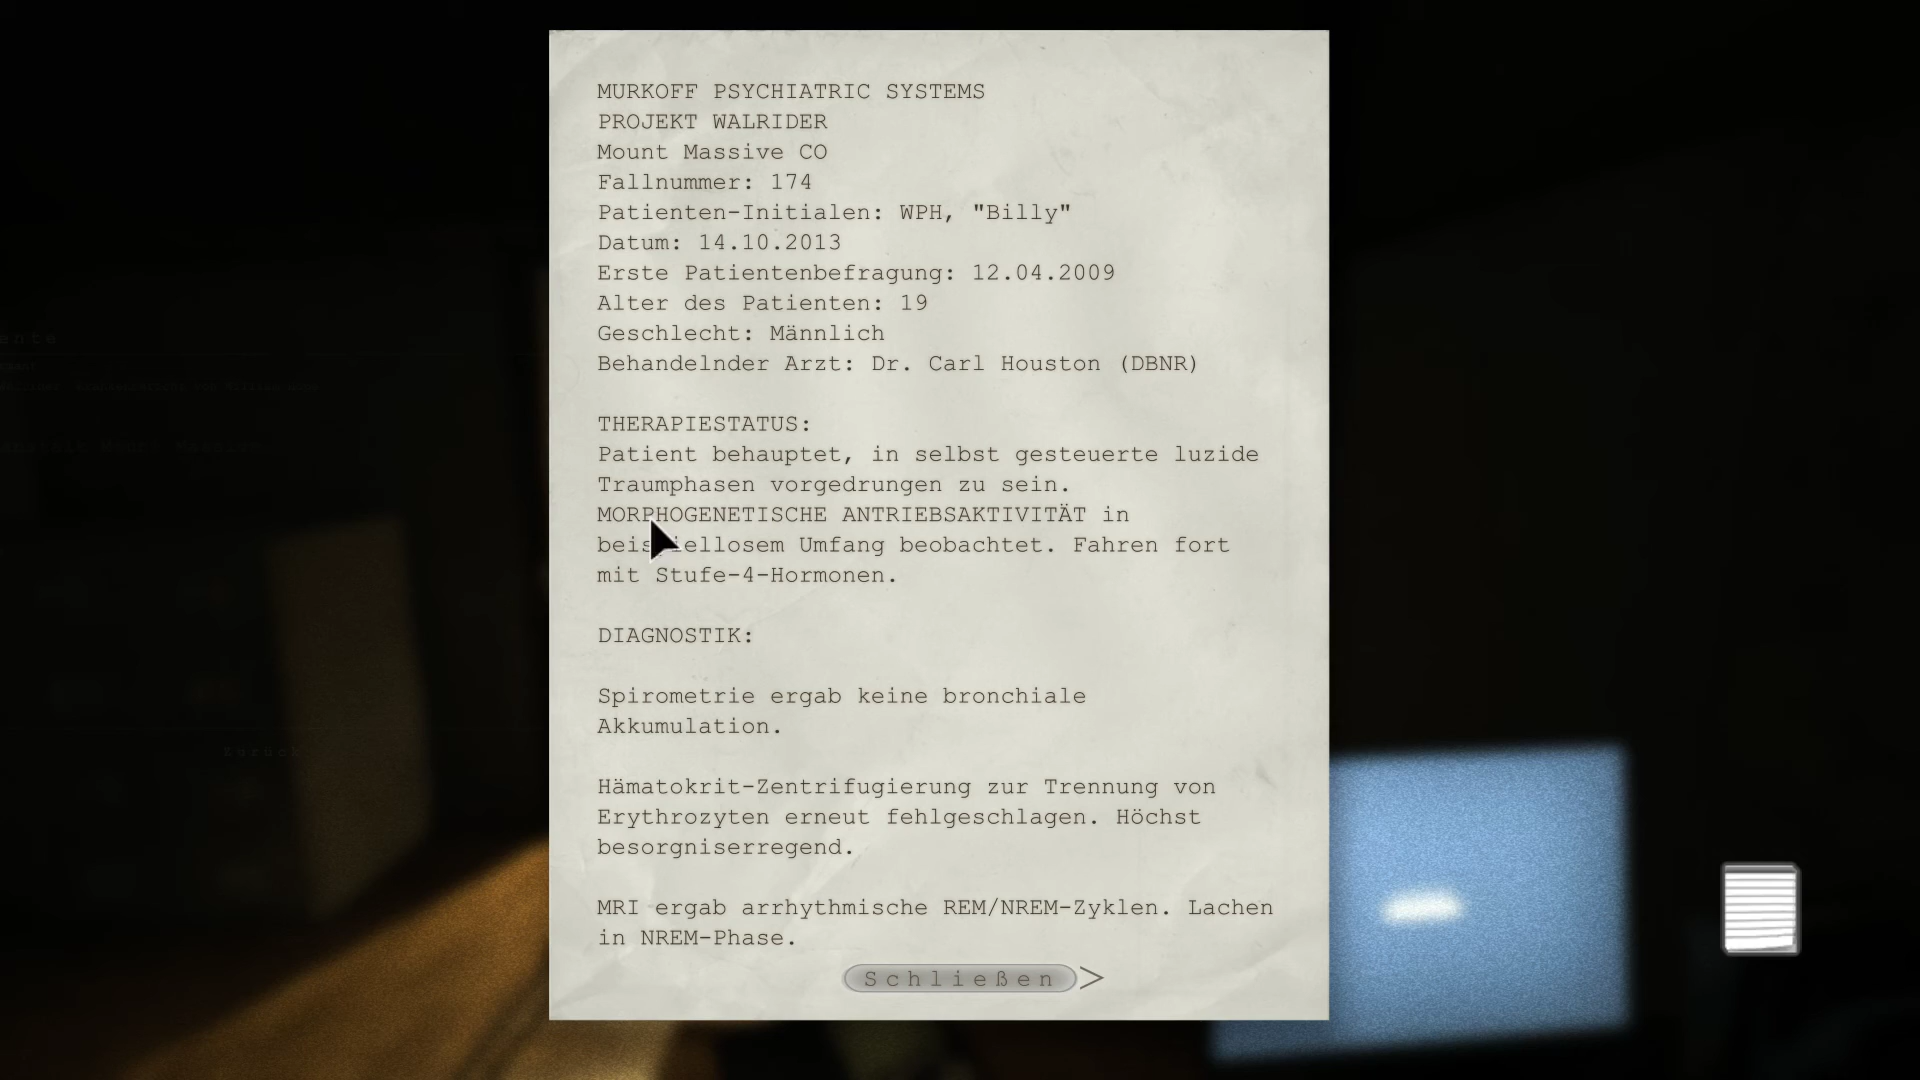 MURKOFF PSYCHIATRIC SYSTEMS
PROJEKT WALRIDER
Mount Massive CO
Fallnummer: 174
Patienten-Initialen: WPH, "Billy"
Datum: 14.10.2013
Erste Patientenbefragung: 12.04.2009
Alter des Patienten: 19
Geschlecht: Männlich
Behandelnder Arzt: Dr. Carl Houston (DBNR)
THERAPIESTATUS:
Patient behauptet, in selbst gesteuerte luzide
Traumphasen vorgedrungen zu sein.
MORPHOGENETISCHE ANTRIEBSAKTIVITÄT in
beispiellosem Umfang beobachtet. Fahren fort
mit Stufe-4-Hormonen.
DIAGNOSTIK:
Spirometrie ergab keine bronchiale
Akkumulation.
Hämatokrit-Zentrifugierung zur Trennung von
Erythrozyten erneut fehlgeschlagen. Höchst
besorgniserregend.
MRI ergab arrhythmische REM/NREM-Zyklen. Lachen
in NREM-Phase.
Schließen >
Zurück